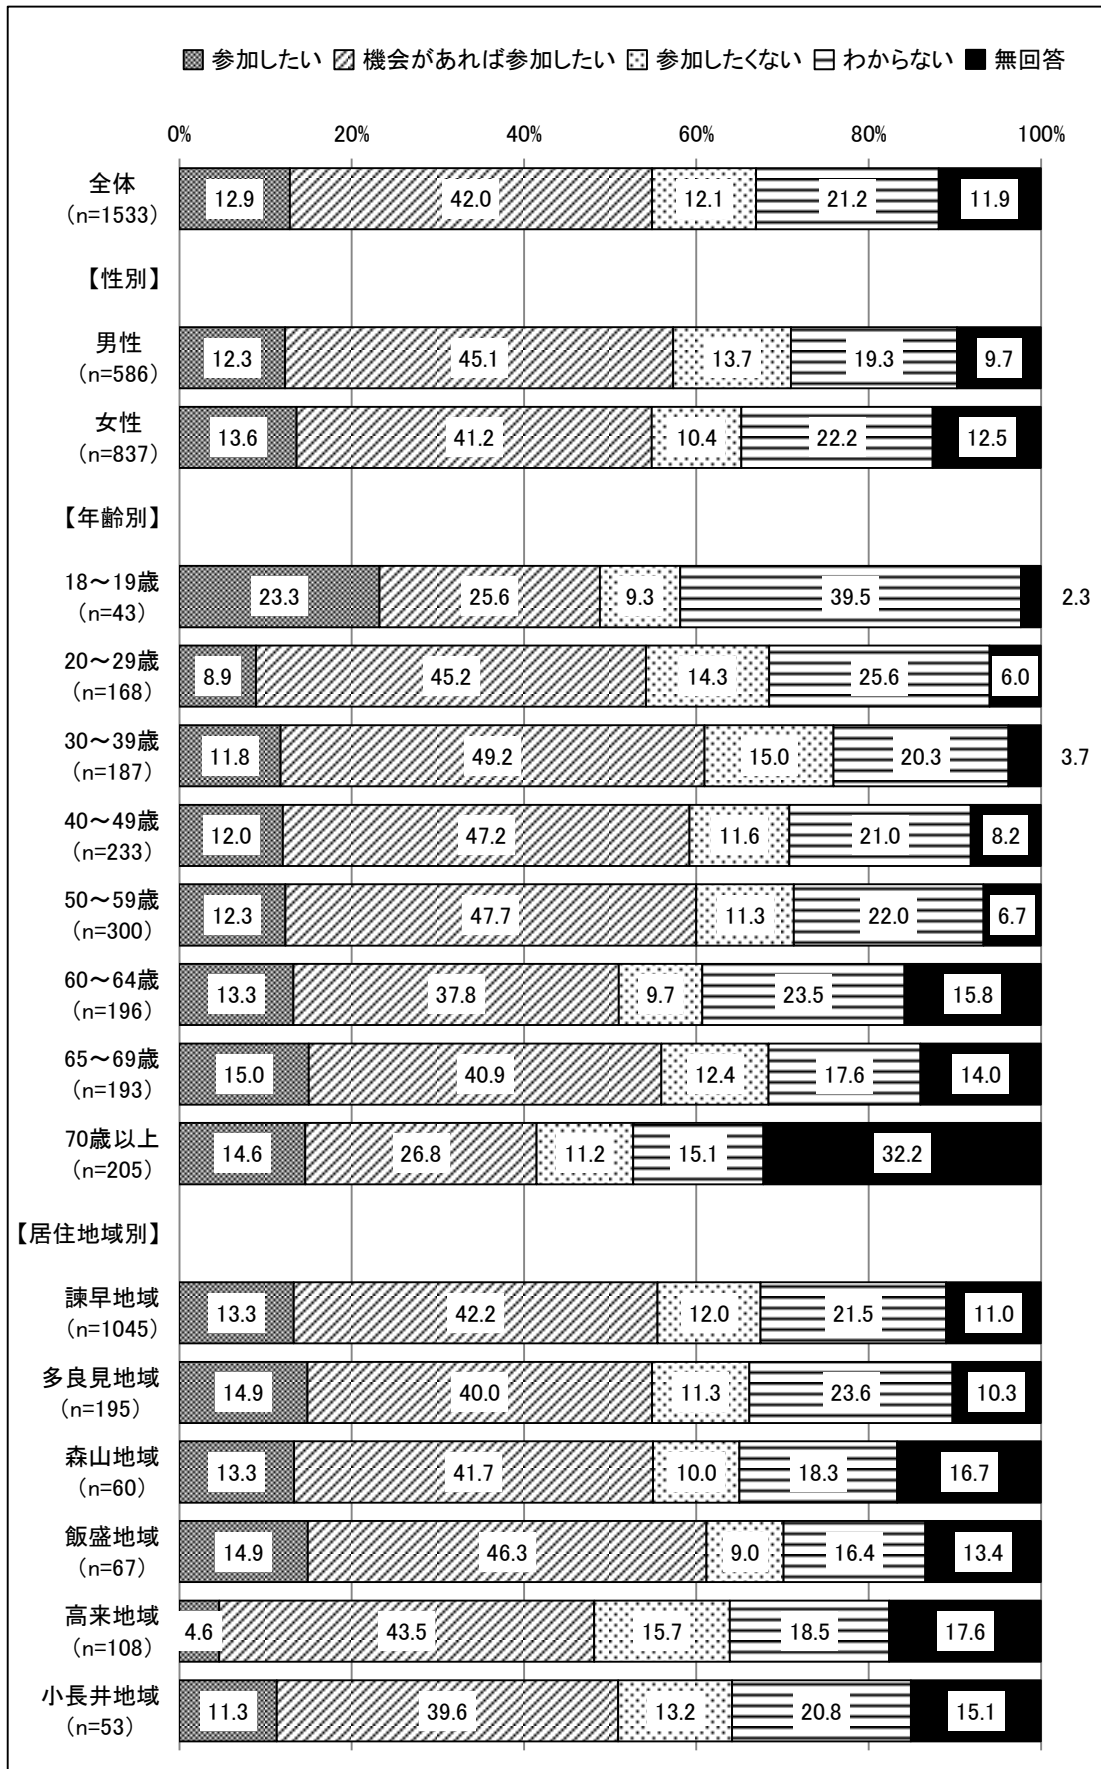 参加したい 機会があれば参加したい 参加したくない わからない 無回答
0% 20% 40% 60% 80% 100%
全体
(n=1533)
12.9 42.0 12.1 21.2 11.9
【性別】
男性
(n=586)
12.3 45.1 13.7 19.3 9.7
女性
(n=837)
13.6 41.2 10.4 22.2 12.5
【年齢別】
18～19歳
(n=43)
23.3 25.6 9.3 39.5 2.3
20～29歳
(n=168)
8.9 45.2 14.3 25.6 6.0
30～39歳
(n=187)
11.8 49.2 15.0 20.3 3.7
40～49歳
(n=233)
12.0 47.2 11.6 21.0 8.2
50～59歳
(n=300)
12.3 47.7 11.3 22.0 6.7
60～64歳
(n=196)
13.3 37.8 9.7 23.5 15.8
65～69歳
(n=193)
15.0 40.9 12.4 17.6 14.0
70歳以上
(n=205)
14.6 26.8 11.2 15.1 32.2
【居住地域別】
諫早地域
(n=1045)
13.3 42.2 12.0 21.5 11.0
多良見地域
(n=195)
14.9 40.0 11.3 23.6 10.3
森山地域
(n=60)
13.3 41.7 10.0 18.3 16.7
飯盛地域
(n=67)
14.9 46.3 9.0 16.4 13.4
高来地域
(n=108)
4.6 43.5 15.7 18.5 17.6
小長井地域
(n=53)
11.3 39.6 13.2 20.8 15.1